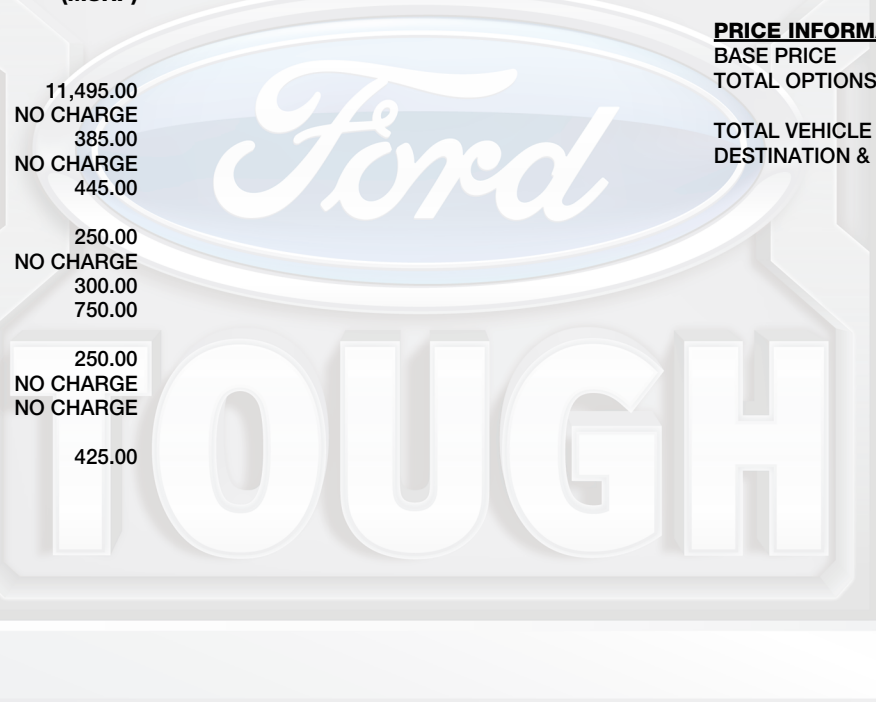 (MSRP)
11,495.00
NO CHARGE
385.00
NO CHARGE
445.00
250.00
NO CHARGE
300.00
750.00
250.00
NO CHARGE
NO CHARGE
425.00
PRICE INFORMA
BASE PRICE
TOTAL OPTIONS
TOTAL VEHICLE
DESTINATION &
Ford
TOUGH